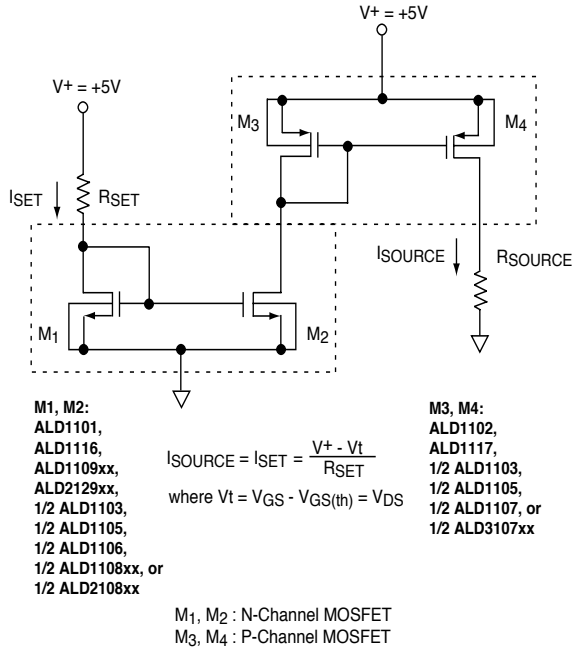 V+ = +5V
V+ = +5V
M3
M4
ISET
RSET
ISOURCE
RSOURCE
M1
M2
M1, M2:
ALD1101,
ALD1116,
ALD1109xx,
ALD2129xx,
1/2 ALD1103,
1/2 ALD1105,
1/2 ALD1106,
1/2 ALD1108xx, or
1/2 ALD2108xx
ISOURCE = ISET = V+ - Vt / RSET
where Vt = VGS - VGS(th) = VDS
M3, M4:
ALD1102,
ALD1117,
1/2 ALD1103,
1/2 ALD1105,
1/2 ALD1107, or
1/2 ALD3107xx
M1, M2 : N-Channel MOSFET
M3, M4 : P-Channel MOSFET